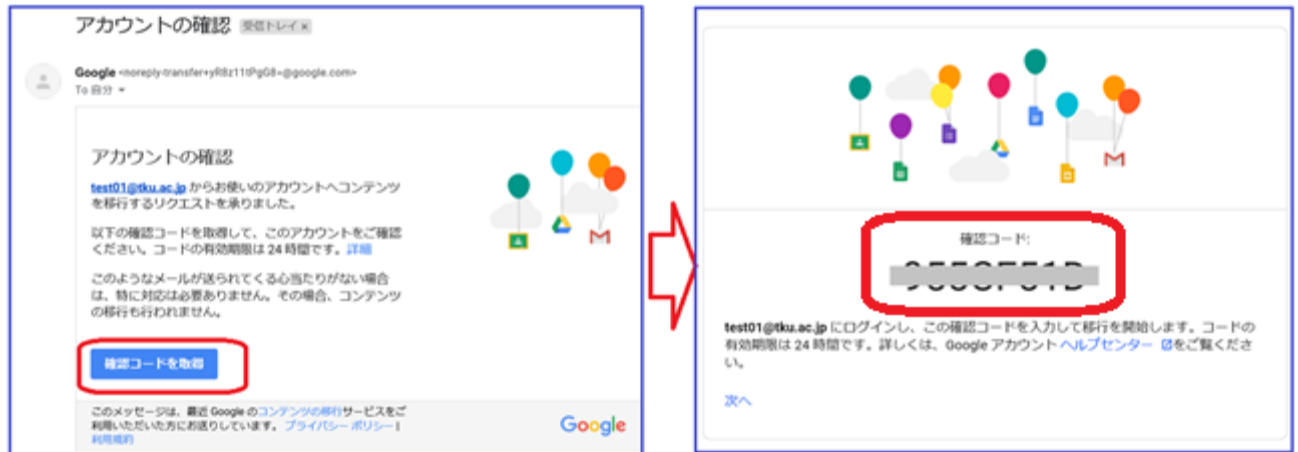 アカウントの確認 受信トレイ×
Google <noreply-transfer+yR8z11tPgG8=@google.com>
To 自分
アカウントの確認
test01@tku.ac.jp からお使いのアカウントへコンテンツ
を移行するリクエストを承りました。
以下の確認コードを取得して、このアカウントをご確認
ください。コードの有効期限は 24 時間です。詳細
このようなメールが送られてくる心当たりがない場合
は、特に対応は必要ありません。その場合、コンテンツ
の移行も行われません。
確認コードを取得
このメッセージは、最近 Google のコンテンツの移行サービスをご
利用いただいた方にお送りしています。 プライバシー ポリシー |
利用規約
Google
確認コード:
test01@tku.ac.jp にログインし、この確認コードを入力して移行を開始します。コードの
有効期限は 24 時間です。詳しくは、Google アカウント ヘルプセンター をご覧くださ
い。
次へ